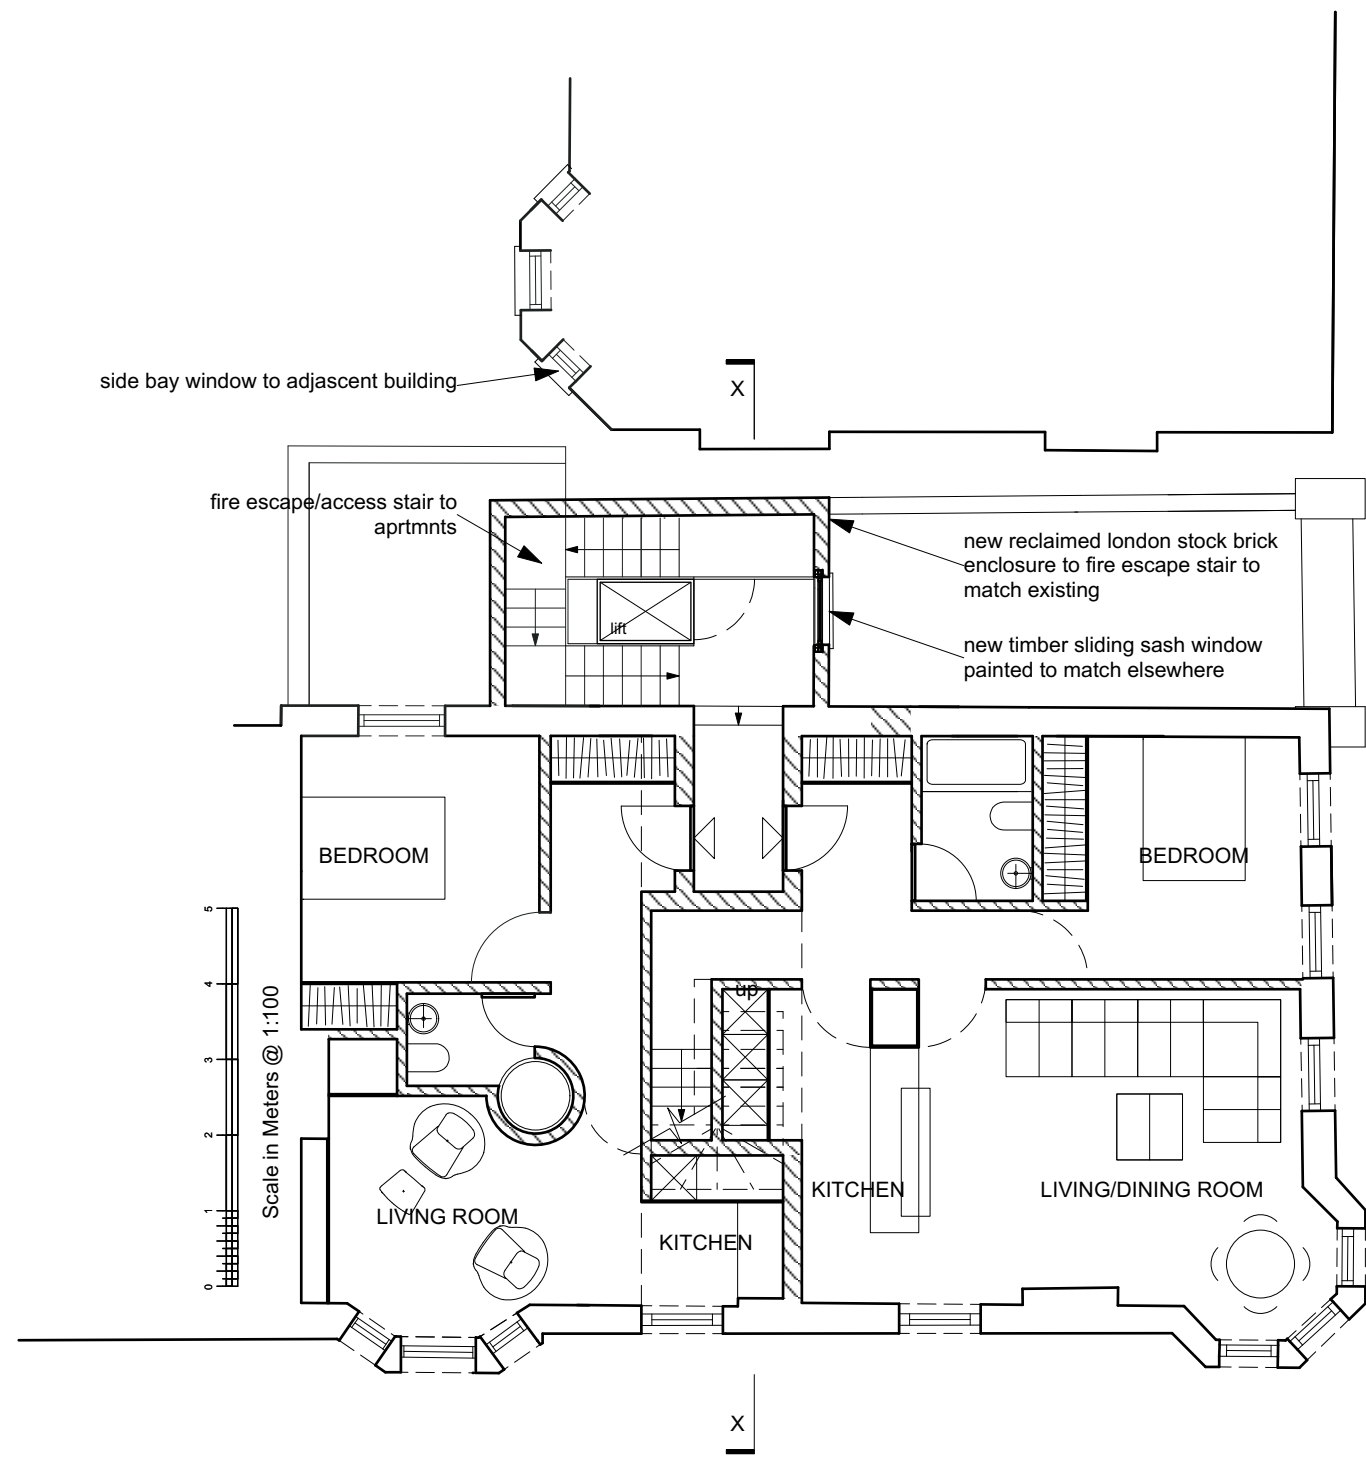 X
side bay window to adjascent building
fire escape/access stair to
aprtmnts
new reclaimed london stock brick
enclosure to fire escape stair to
match existing
lift
new timber sliding sash window
painted to match elsewhere
BEDROOM
BEDROOM
5
4
3
2
1
0
Scale in Meters @ 1:100
up
LIVING ROOM
KITCHEN
KITCHEN
LIVING/DINING ROOM
X